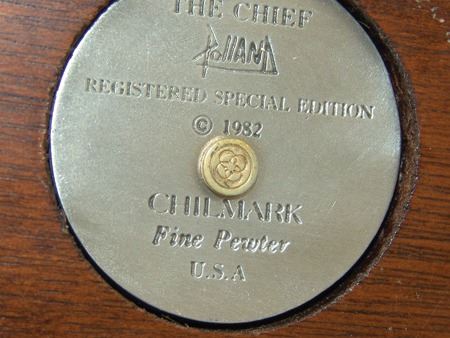 THE CHIEF
Polland
REGISTERED SPECIAL EDITION
© 1982
CHILMARK
Fine Pewter
U.S.A